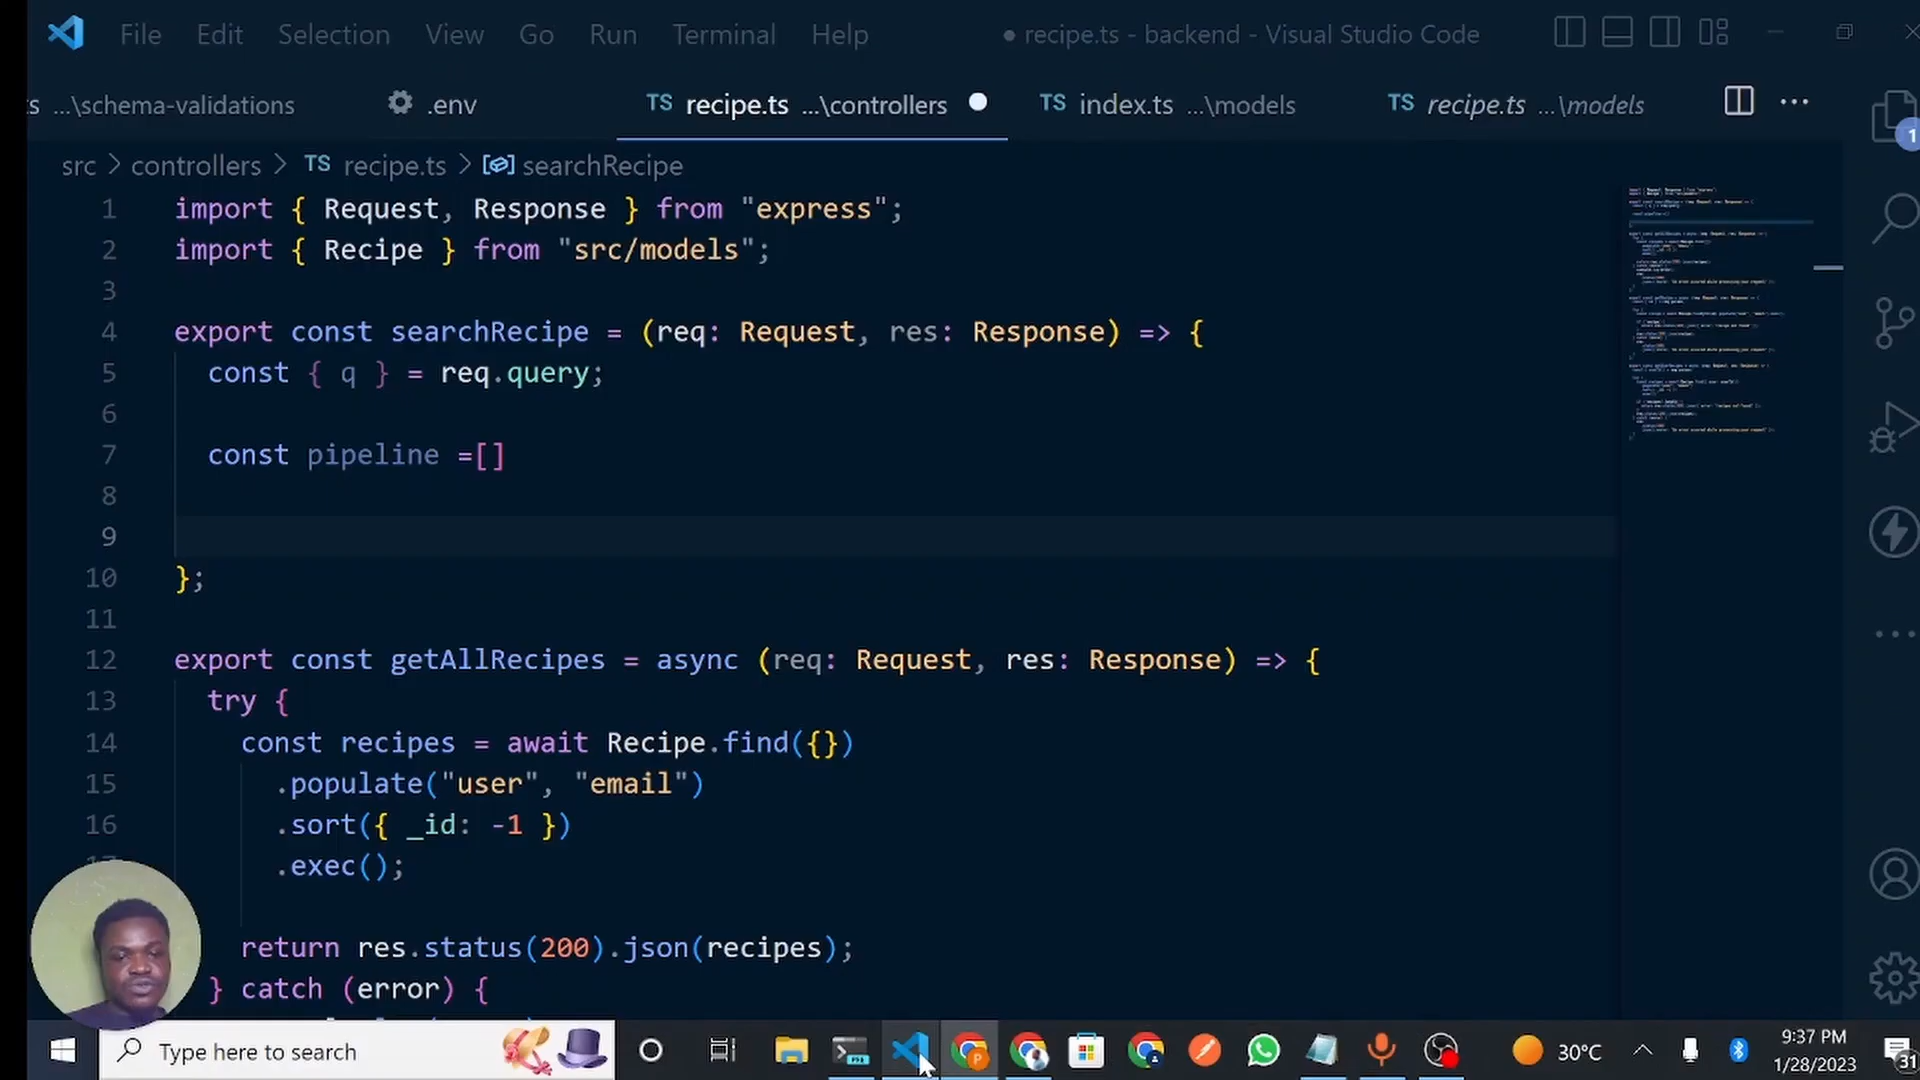 File Edit Selection View Go Run Terminal Help ● recipe.ts - backend - Visual Studio Code
ts ...\schema-validations .env TS recipe.ts ...\controllers TS index.ts ...\models TS recipe.ts ...\models
1
src > controllers > TS recipe.ts > searchRecipe
1 import { Request, Response } from "express";
2 import { Recipe } from "src/models";
3
4 export const searchRecipe = (req: Request, res: Response) => {
5 const { q } = req.query;
6
7 const pipeline =[]
8
9
10 };
11
12 export const getAllRecipes = async (req: Request, res: Response) => {
13 try {
14 const recipes = await Recipe.find({})
15 .populate("user", "email")
16 .sort({ _id: -1 })
.exec();
return res.status(200).json(recipes);
} catch (error) {
Type here to search 30°C 9:37 PM
1/28/2023
31